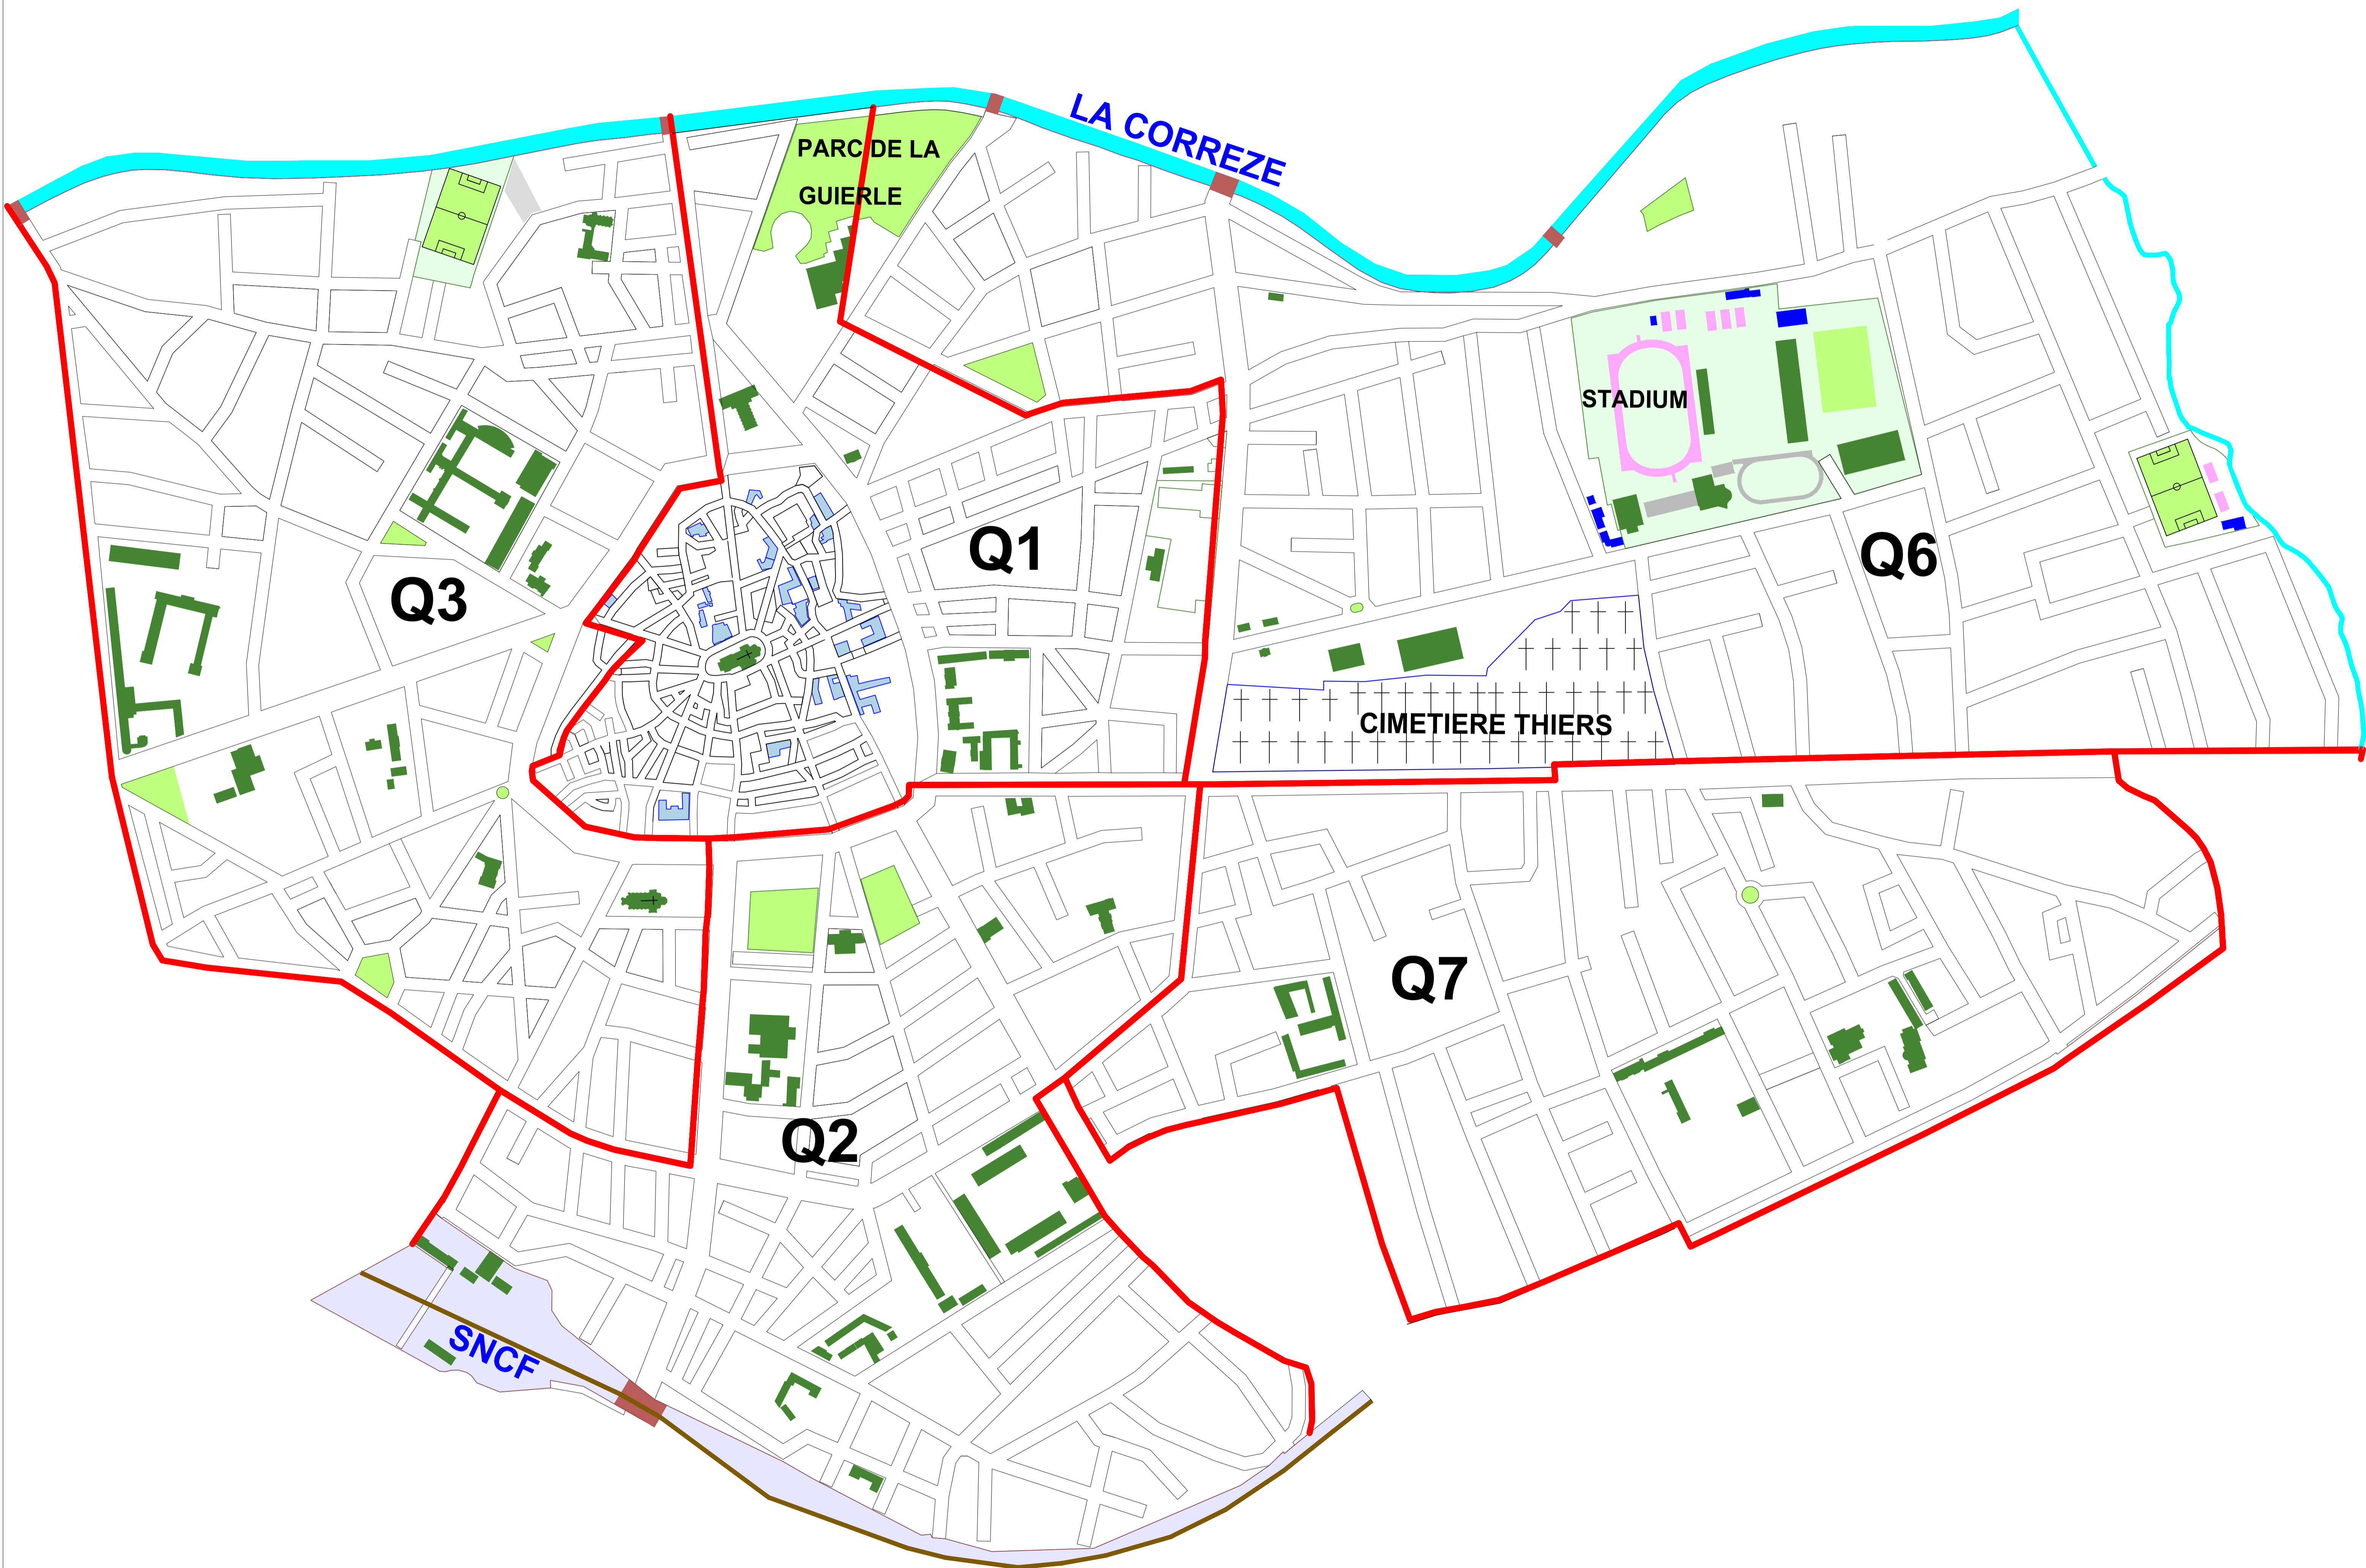 LA CORREZE
PARC DE LA
GUIERLE
STADIUM
Q1
Q6
Q3
CIMETIERE THIERS
Q7
Q2
SNCF